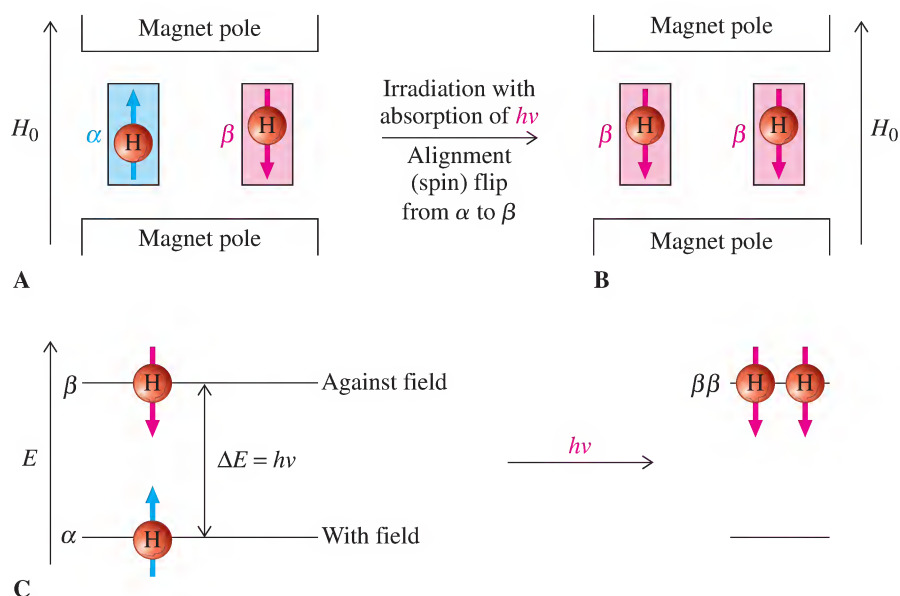 Magnet pole
H₀
α
H
β
H
Magnet pole
A
Irradiation with
absorption of hν
Alignment
(spin) flip
from α to β
Magnet pole
β
H
β
H
H₀
Magnet pole
B
E
β
H
Against field
ΔE = hν
α
H
With field
C
hν
ββ
H
H